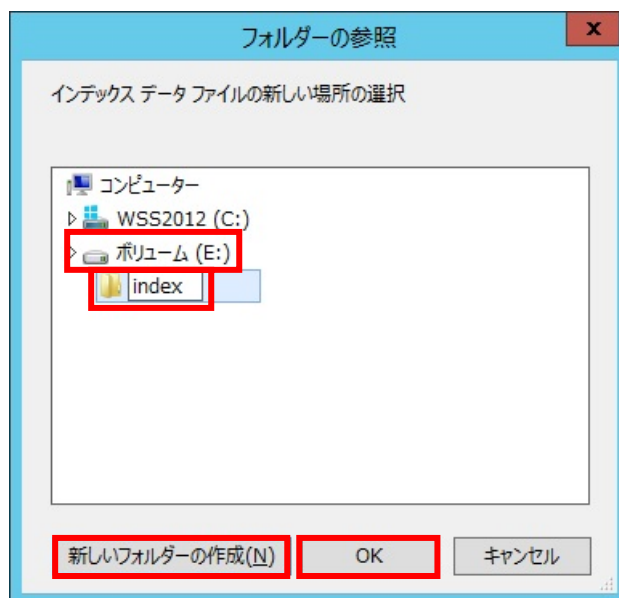 フォルダーの参照
x
インデックス データ ファイルの新しい場所の選択
コンピューター
WSS2012 (C:)
ボリューム (E:)
index
新しいフォルダーの作成(N)
OK
キャンセル